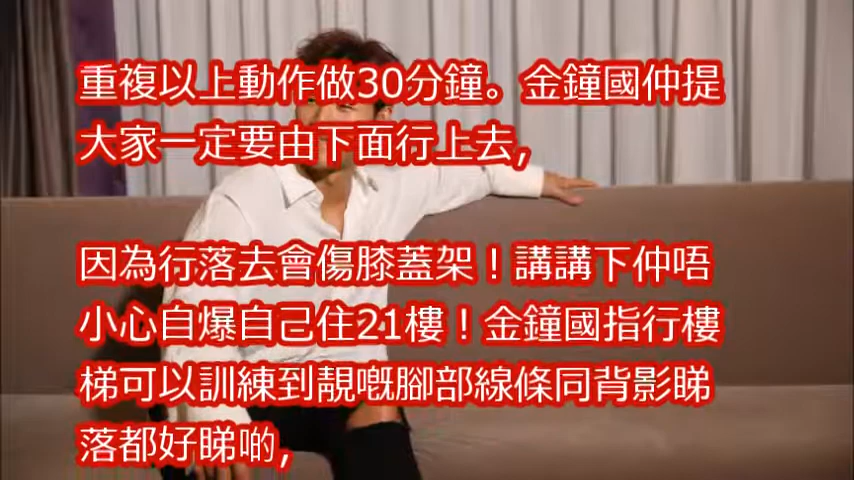 重複以上動作做30分鐘。金鐘國仲提
大家一定要由下面行上去，
因為行落去會傷膝蓋架！講講下仲唔
小心自爆自己住21樓！金鐘國指行樓
梯可以訓練到靚嘅腳部線條同背影睇
落都好睇啲，